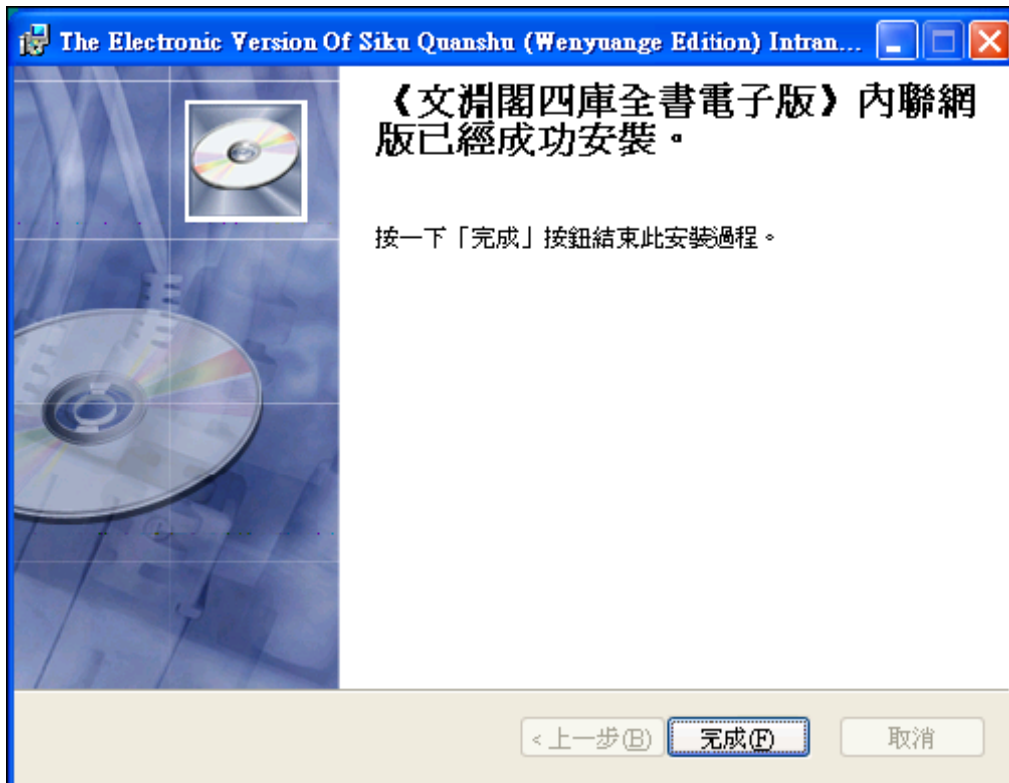 The Electronic Version Of Siku Quanshu (Wenyuange Edition) Intran...
《文淵閣四庫全書電子版》內聯網
版已經成功安裝。
按一下「完成」按鈕結束此安裝過程。
<上一步(B) 完成(F) 取消